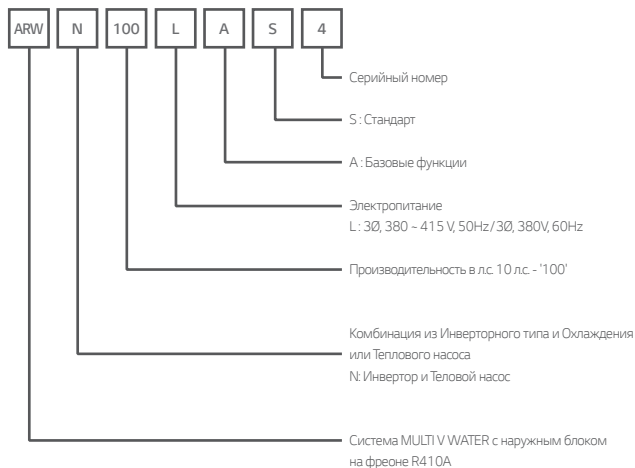 ARW N 100 L A S 4
Серийный номер
S : Стандарт
A : Базовые функции
Электропитание
L : 3Ø, 380 ~ 415 V, 50Hz / 3Ø, 380V, 60Hz
Производительность в л.с. 10 л.с. - '100'
Комбинация из Инверторного типа и Охлаждения
или Теплового насоса
N: Инвертор и Теловой насос
Система MULTI V WATER с наружным блоком
на фреоне R410A